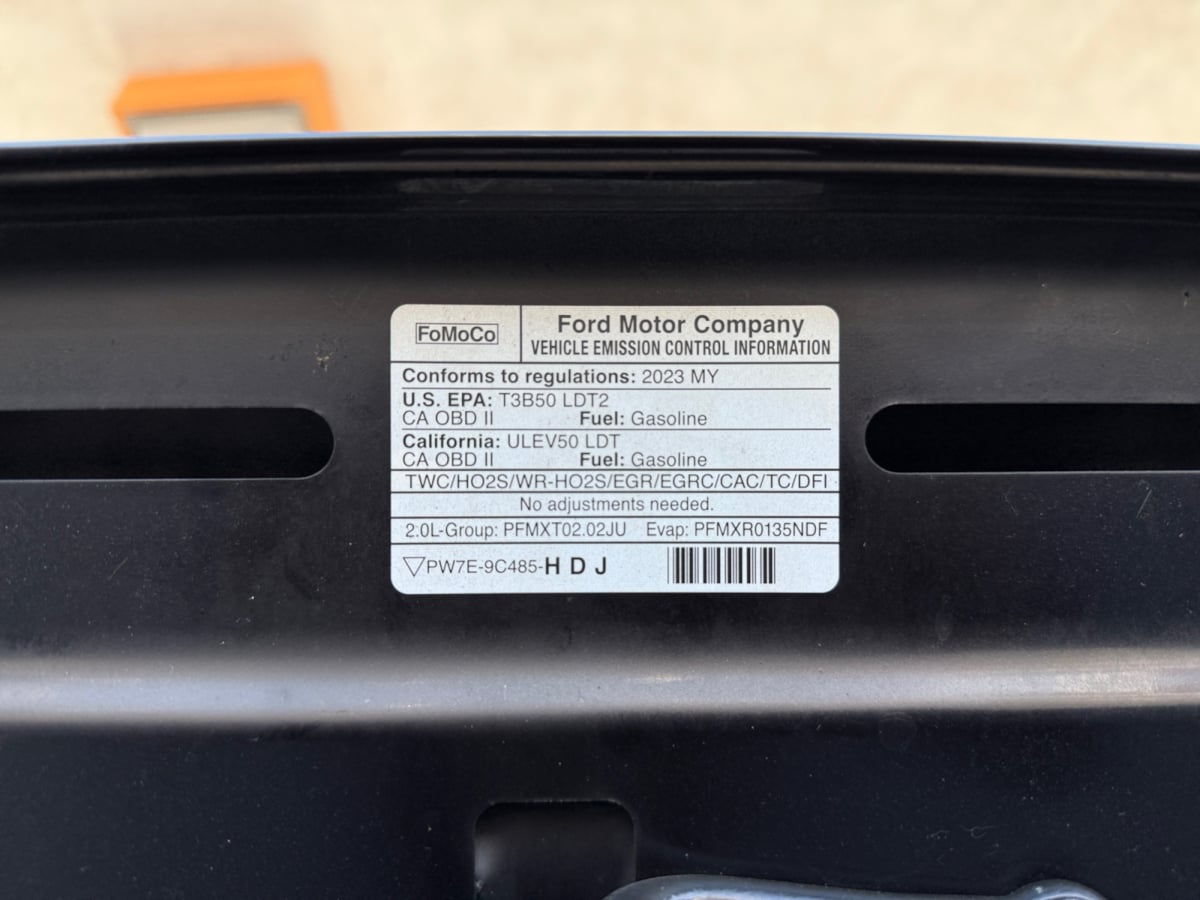 FoMoCo
Ford Motor Company
VEHICLE EMISSION CONTROL INFORMATION
Conforms to regulations: 2023 MY
U.S. EPA: T3B50 LDT2
CA OBD II Fuel: Gasoline
California: ULEV50 LDT
CA OBD II Fuel: Gasoline
TWC/HO2S/WR-HO2S/EGR/EGRC/CAC/TC/DFI
No adjustments needed.
2.0L-Group: PFMXT02.02JU Evap: PFMXR0135NDF
PW7E-9C485-H D J